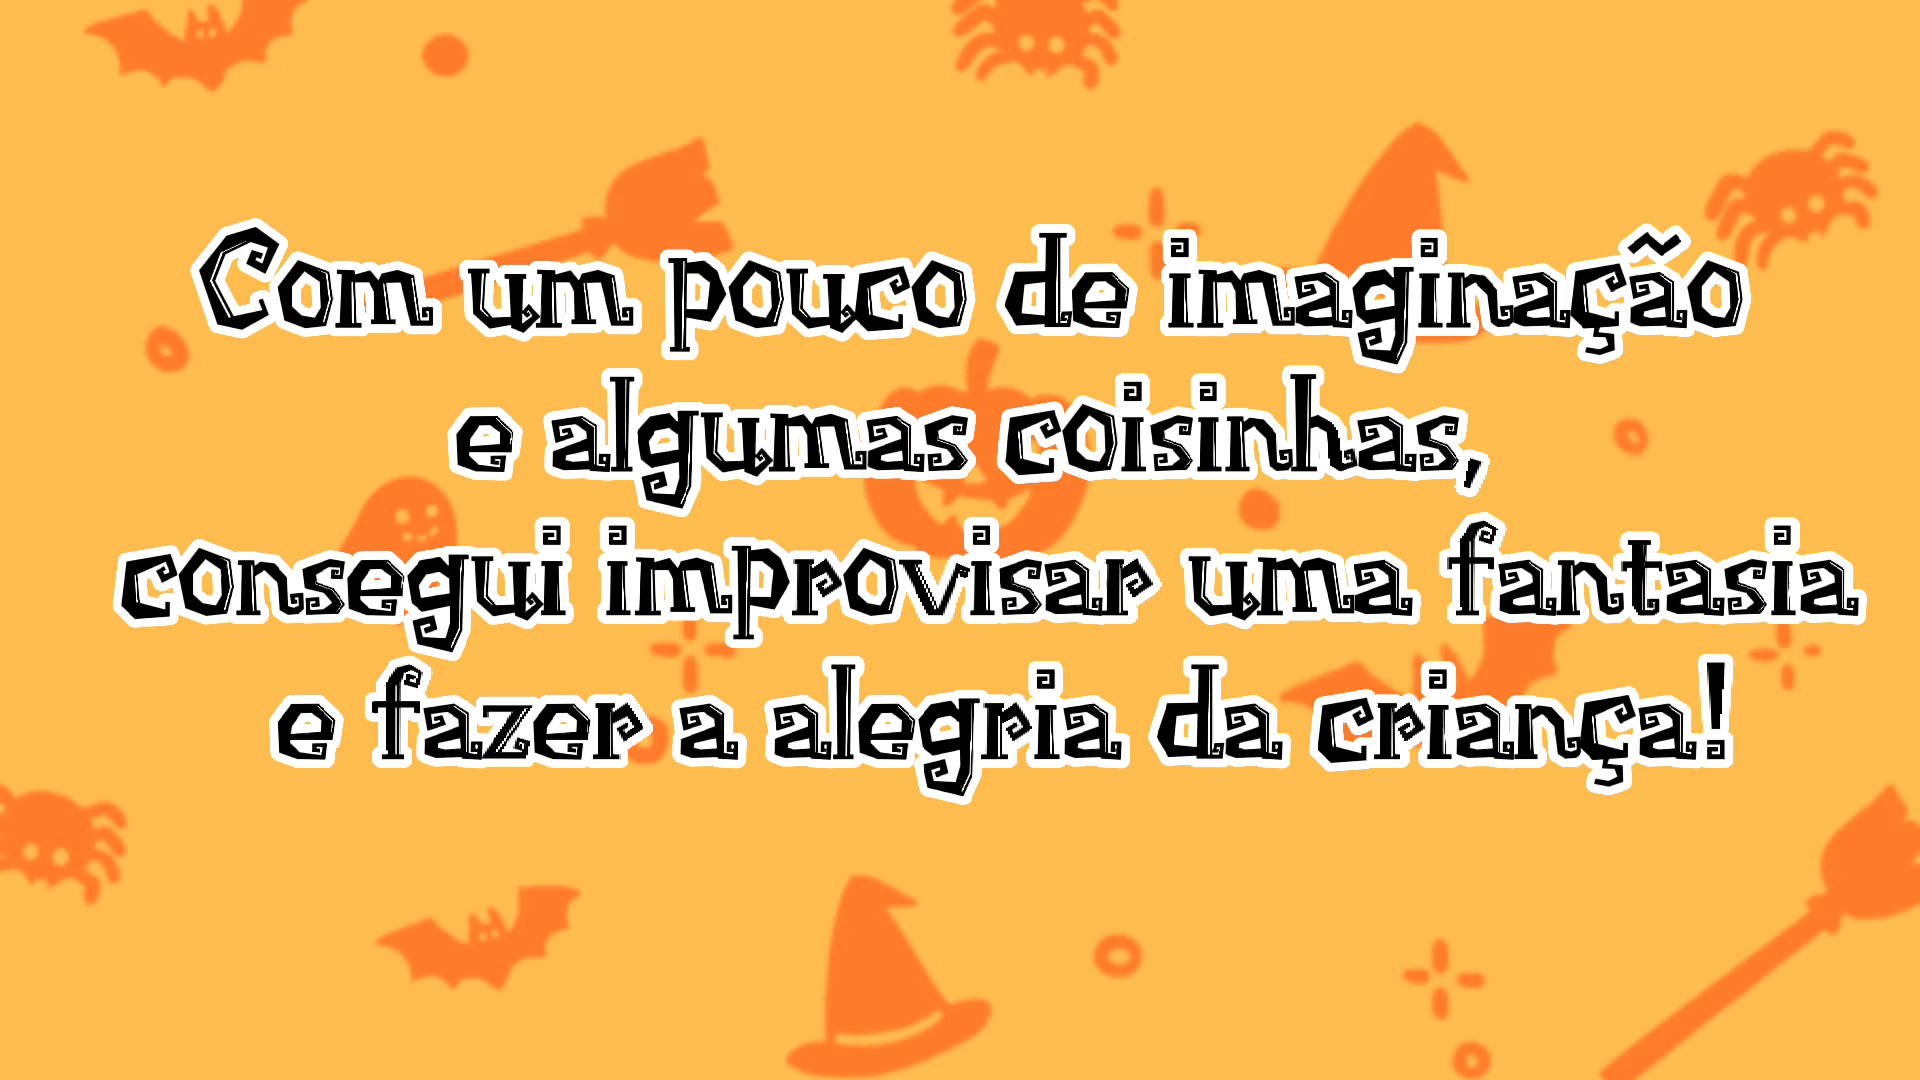 Com um pouco de imaginação
e algumas coisinhas,
consegui improvisar uma fantasia
e fazer a alegria da criança!